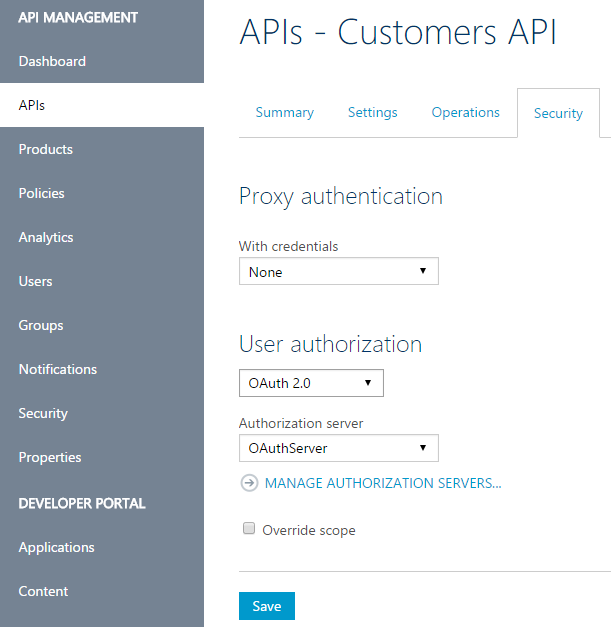 API MANAGEMENT
Dashboard
APIs
Products
Policies
Analytics
Users
Groups
Notifications
Security
Properties
DEVELOPER PORTAL
Applications
Content
APIs - Customers API
Summary Settings Operations Security
Proxy authentication
With credentials
None
User authorization
OAuth 2.0
Authorization server
OAuthServer
MANAGE AUTHORIZATION SERVERS...
Override scope
Save